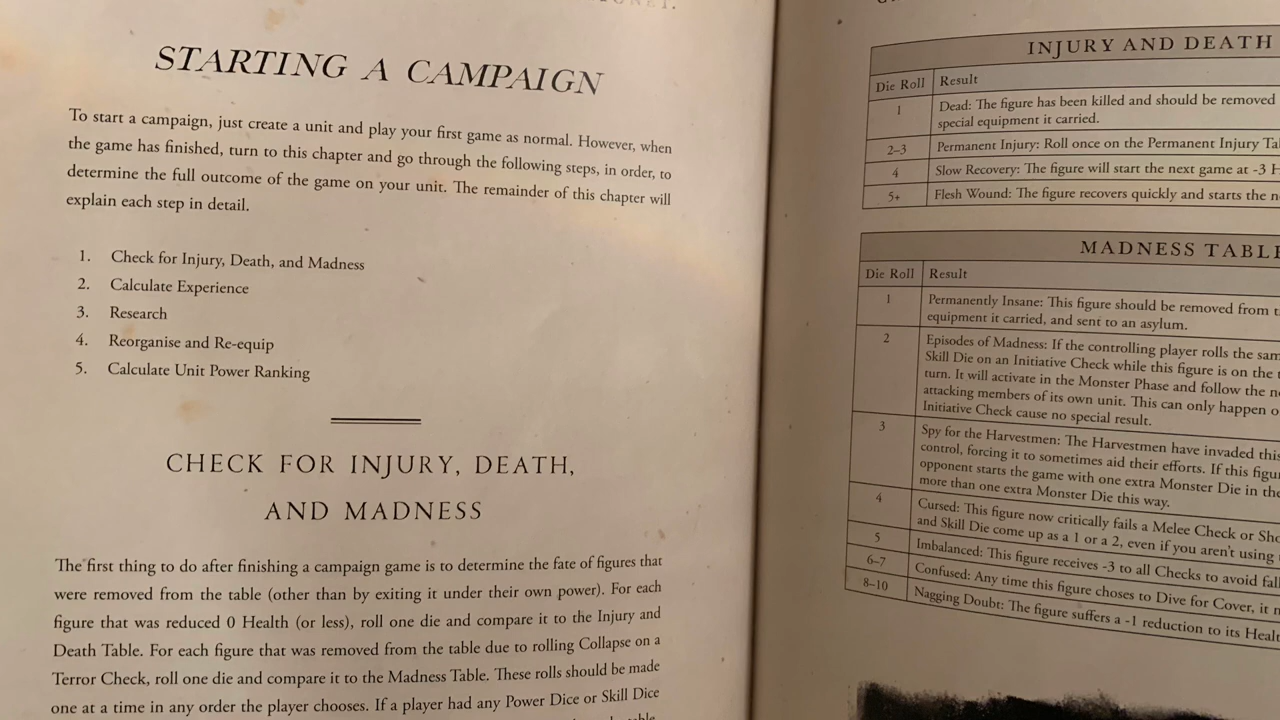 STARTING A CAMPAIGN
To start a campaign, just create a unit and play your first game as normal. However, when
the game has finished, turn to this chapter and go through the following steps, in order, to
determine the full outcome of the game on your unit. The remainder of this chapter will
explain each step in detail.
1. Check for Injury, Death, and Madness
2. Calculate Experience
3. Research
4. Reorganise and Re-equip
5. Calculate Unit Power Ranking
CHECK FOR INJURY, DEATH,
AND MADNESS
The first thing to do after finishing a campaign game is to determine the fate of figures that
were removed from the table (other than by exiting it under their own power). For each
figure that was reduced 0 Health (or less), roll one die and compare it to the Injury and
Death Table. For each figure that was removed from the table due to rolling Collapse on a
Terror Check, roll one die and compare it to the Madness Table. These rolls should be made
one at a time in any order the player chooses. If a player had any Power Dice or Skill Dice
INJURY AND DEATH
Die Roll Result
1 Dead: The figure has been killed and should be removed
special equipment it carried.
2–3 Permanent Injury: Roll once on the Permanent Injury
4 Slow Recovery: The figure will start the next game at -3
5+ Flesh Wound: The figure recovers quickly and starts the
MADNESS TABLE
Die Roll Result
1 Permanently Insane: This figure should be removed from
equipment it carried, and sent to an asylum.
2 Episodes of Madness: If the controlling player rolls the
Skill Die on an Initiative Check while this figure is on the
turn. It will activate in the Monster Phase and follow the
attacking members of its own unit. This can only happen
Initiative Check cause no special result.
3 Spy for the Harvestmen: The Harvestmen have invaded this
control, forcing it to sometimes aid their efforts. If this
opponent starts the game with one extra Monster Die in the
more than one extra Monster Die this way.
4 Cursed: This figure now critically fails a Melee Check or
and Skill Die come up as a 1 or a 2, even if you aren't using
5 Imbalanced: This figure receives -3 to all Checks to avoid
6–7 Confused: Any time this figure choses to Dive for Cover, it
8–10 Nagging Doubt: The figure suffers a -1 reduction to its